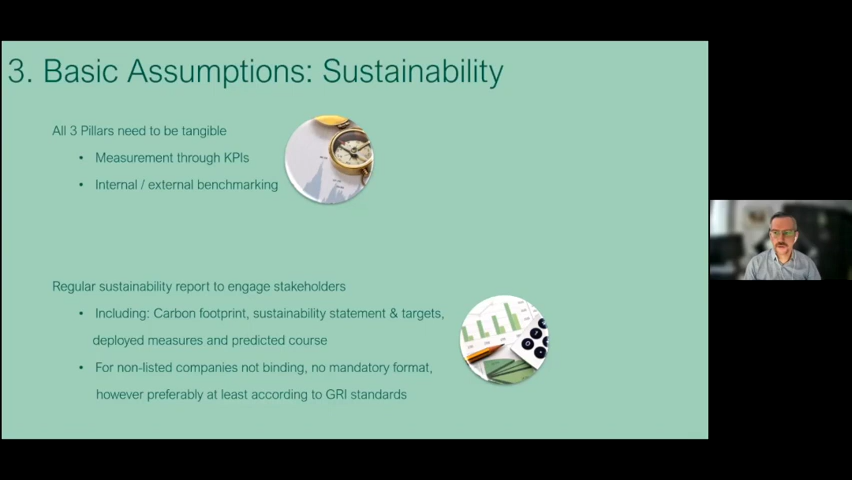 3. Basic Assumptions: Sustainability
All 3 Pillars need to be tangible
• Measurement through KPIs
• Internal / external benchmarking
Regular sustainability report to engage stakeholders
• Including: Carbon footprint, sustainability statement & targets,
deployed measures and predicted course
• For non-listed companies not binding, no mandatory format,
however preferably at least according to GRI standards